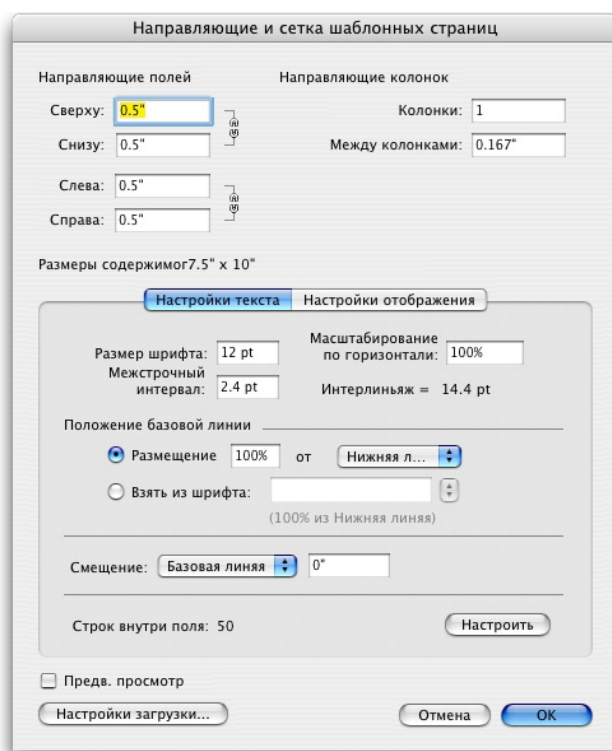 Направляющие и сетка шаблонных страниц
Направляющие полей
Направляющие колонок
Сверху: 0.5"
Колонки: 1
Снизу: 0.5"
Между колонками: 0.167"
Слева: 0.5"
Справа: 0.5"
Размеры содержимог7.5" x 10"
Настройки текста
Настройки отображения
Размер шрифта: 12 pt
Масштабирование
по горизонтали: 100%
Межстрочный
интервал: 2.4 pt
Интерлиньяж = 14.4 pt
Положение базовой линии
Размещение 100% от Нижняя л...
Взять из шрифта:
(100% из Нижняя линяя)
Смещение: Базовая линяя 0"
Строк внутри поля: 50
Настроить
Предв. просмотр
Настройки загрузки...
Отмена
OK